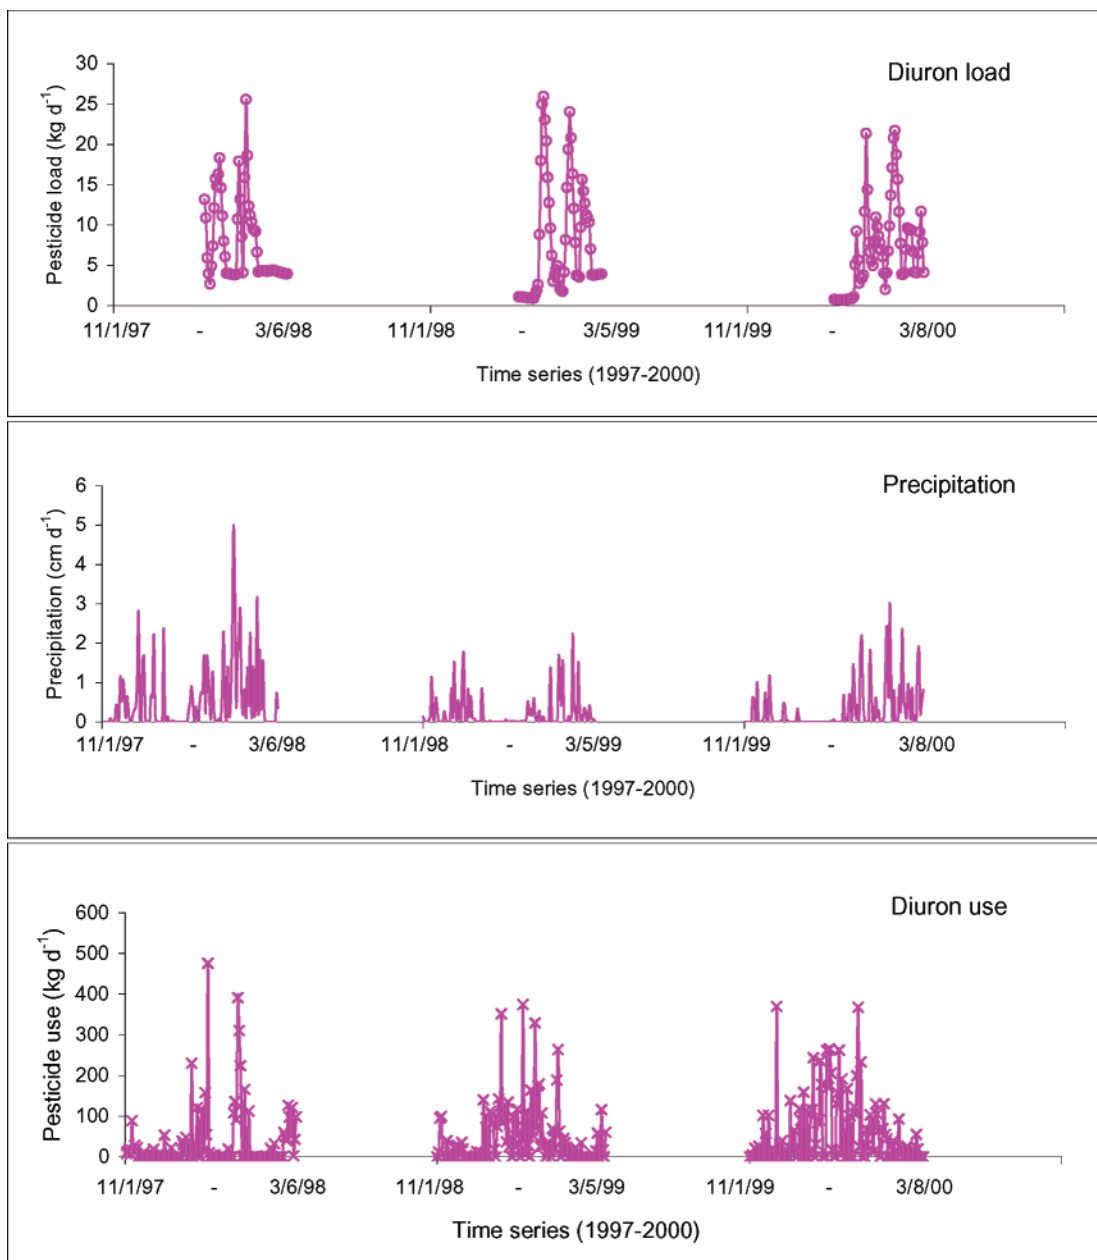 Diuron load
Pesticide load (kg d⁻¹)
30
25
20
15
10
5
0
11/1/97 - 3/6/98 11/1/98 - 3/5/99 11/1/99 - 3/8/00
Time series (1997-2000)
Precipitation
Precipitation (cm d⁻¹)
6
5
4
3
2
1
0
11/1/97 - 3/6/98 11/1/98 - 3/5/99 11/1/99 - 3/8/00
Time series (1997-2000)
Diuron use
Pesticide use (kg d⁻¹)
600
500
400
300
200
100
0
11/1/97 - 3/6/98 11/1/98 - 3/5/99 11/1/99 - 3/8/00
Time series (1997-2000)